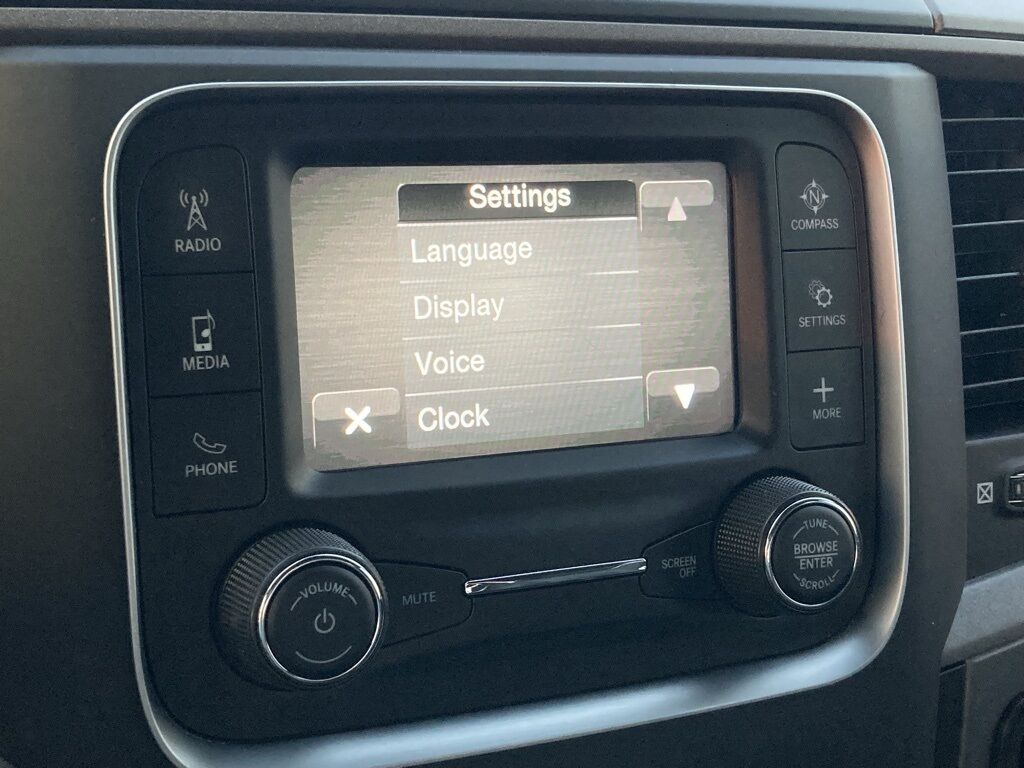 Settings
Language
Display
Voice
Clock
RADIO
MEDIA
PHONE
N
COMPASS
SETTINGS
MORE
VOLUME
MUTE
SCREEN
OFF
TUNE
BROWSE
ENTER
SCROLL